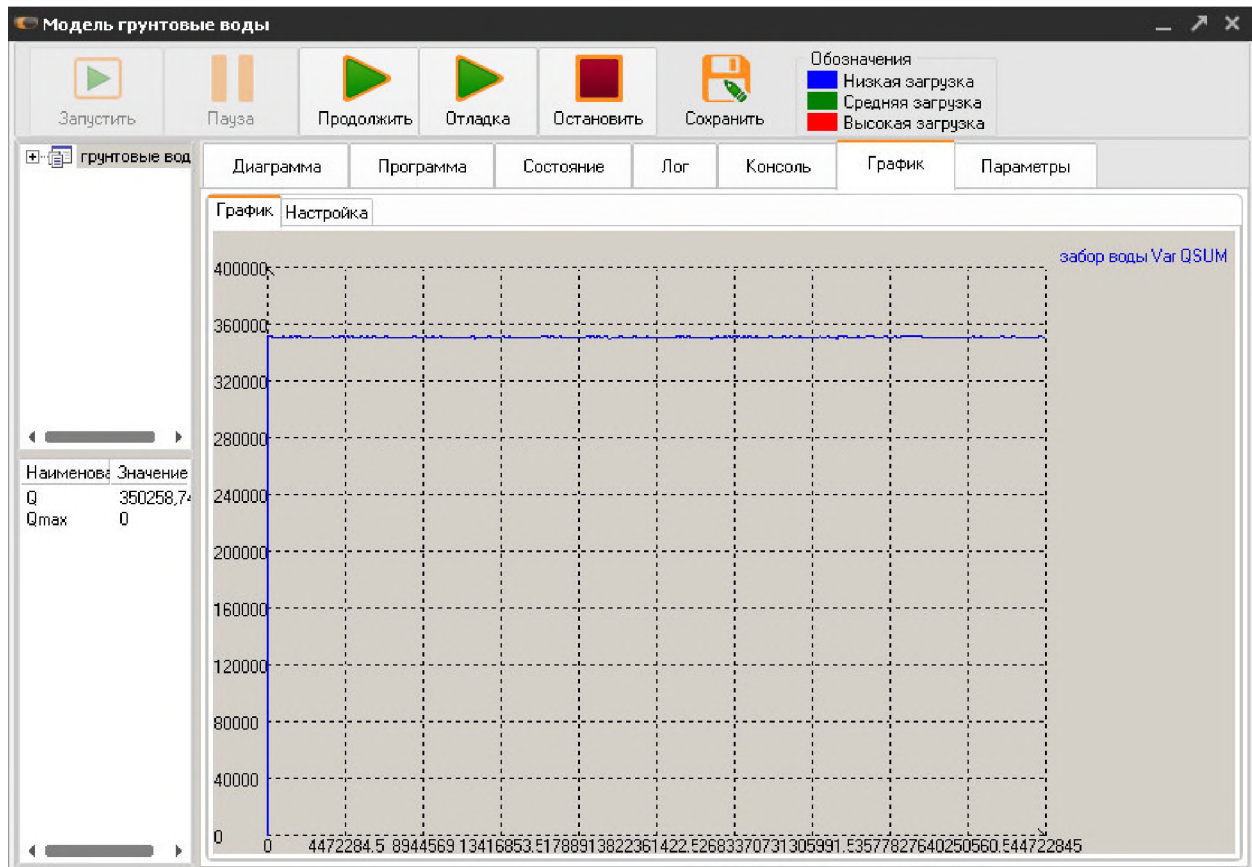 Модель грунтовые воды
Обозначения
Низкая загрузка
Средняя загрузка
Высокая загрузка
Запустить Пауза Продолжить Отладка Остановить Сохранить
грунтовые вод
Диаграмма Программа Состояние Лог Консоль График Параметры
График Настройка
забор воды Var QSUM
400000
360000
320000
280000
240000
200000
160000
120000
80000
40000
0
0 4472284.5 8944569 13416853.5 17889138 22361422.5 26833707 31305991.5 35778276 40250560.5 44722845
Наименова Значение
Q 350258,74
Qmax 0